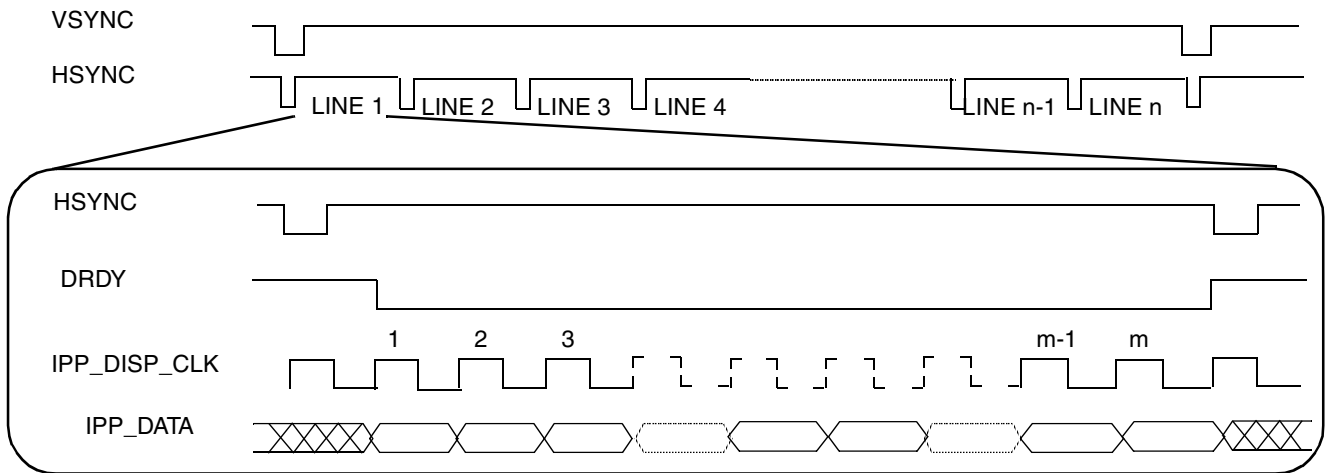 VSYNC
HSYNC
LINE 1 LINE 2 LINE 3 LINE 4 LINE n-1 LINE n
HSYNC
DRDY
1 2 3 m-1 m
IPP_DISP_CLK
IPP_DATA